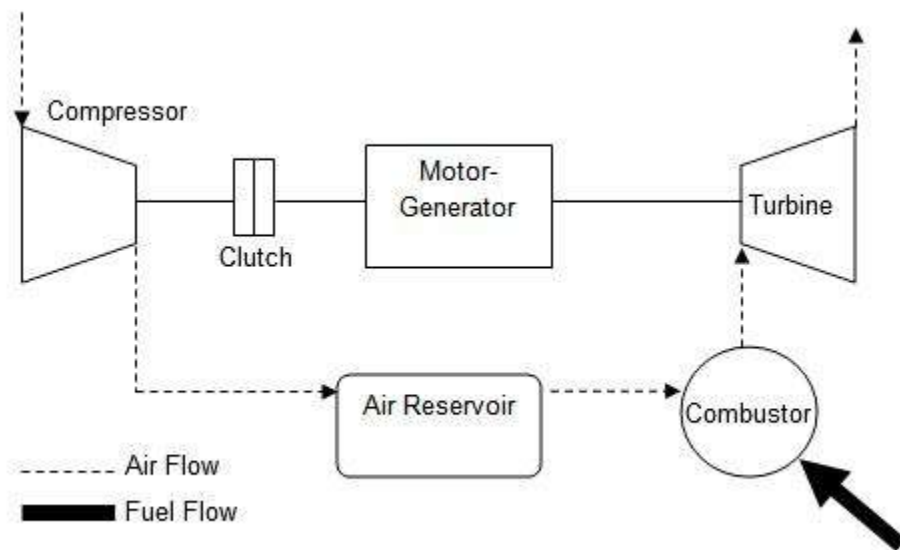 Compressor
Motor-
Generator
Turbine
Clutch
Air Reservoir
Combustor
Air Flow
Fuel Flow